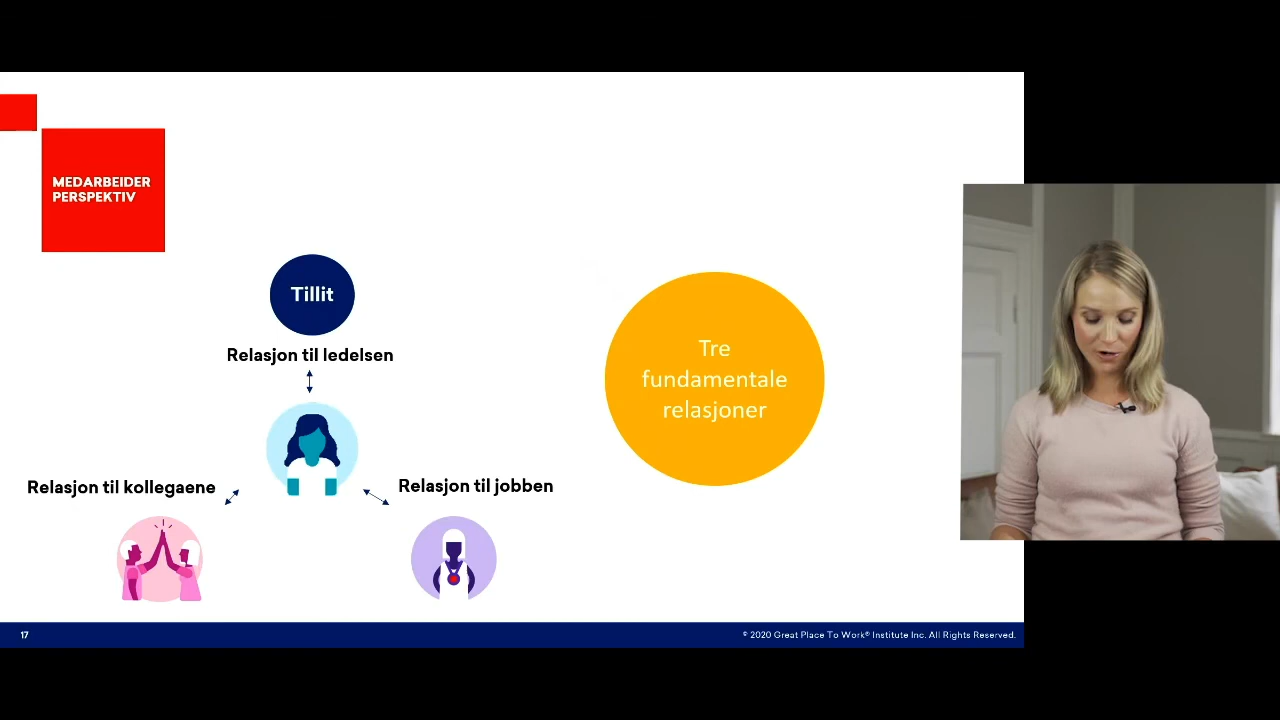 MEDARBEIDER
PERSPEKTIV
Tillit
Relasjon til ledelsen
Relasjon til kollegaene
Relasjon til jobben
Tre
fundamentale
relasjoner
17
© 2020 Great Place To Work® Institute Inc. All Rights Reserved.